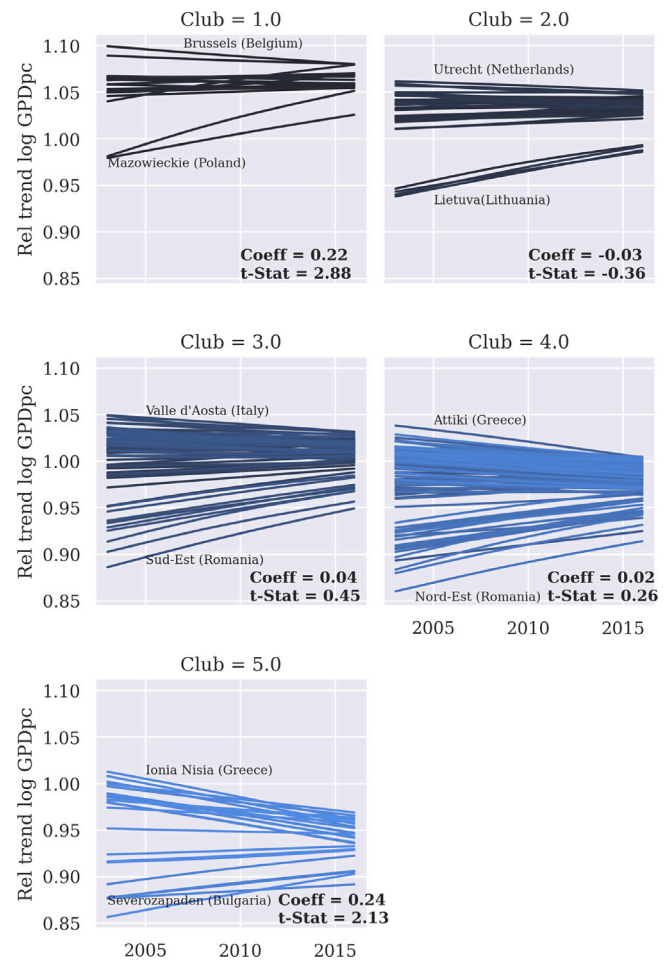 Club = 1.0
Club = 2.0
Rel trend log GPDpc
1.10
1.05
1.00
0.95
0.90
0.85
Brussels (Belgium)
Mazowieckie (Poland)
Coeff = 0.22
t-Stat = 2.88
Utrecht (Netherlands)
Lietuva(Lithuania)
Coeff = -0.03
t-Stat = -0.36
Club = 3.0
Club = 4.0
Rel trend log GPDpc
1.10
1.05
1.00
0.95
0.90
0.85
Valle d'Aosta (Italy)
Sud-Est (Romania)
Coeff = 0.04
t-Stat = 0.45
Attiki (Greece)
Nord-Est (Romania)
Coeff = 0.02
t-Stat = 0.26
2005
2010
2015
Club = 5.0
Rel trend log GPDpc
1.10
1.05
1.00
0.95
0.90
0.85
Ionia Nisia (Greece)
Severozapaden (Bulgaria)
Coeff = 0.24
t-Stat = 2.13
2005
2010
2015